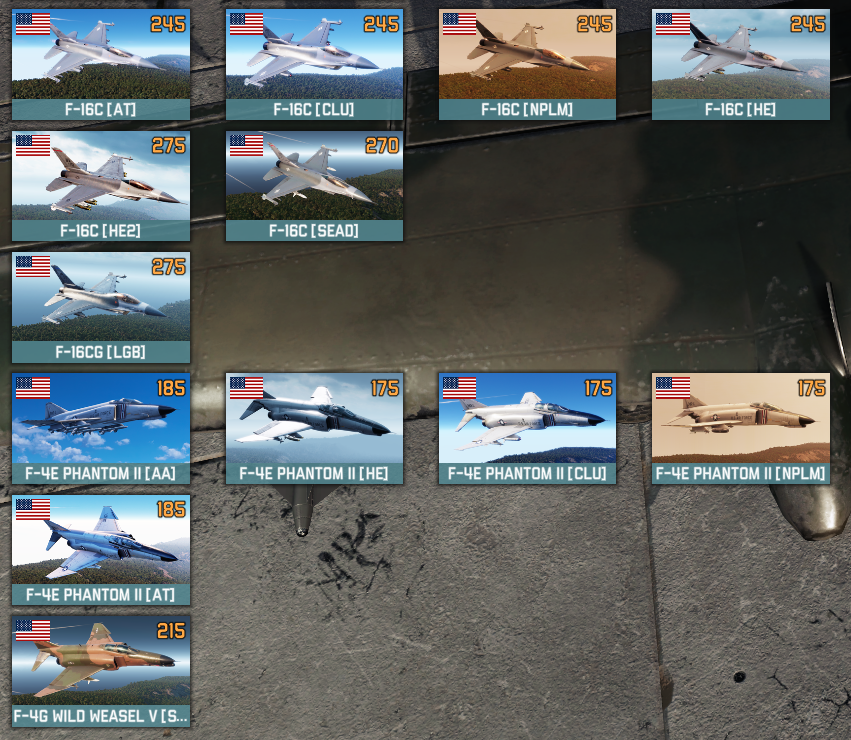 245
F-16C [AT]
245
F-16C [CLU]
245
F-16C [NPLM]
245
F-16C [HE]
275
F-16C [HE2]
270
F-16C [SEAD]
275
F-16CG [LGB]
185
F-4E PHANTOM II [AA]
175
F-4E PHANTOM II [HE]
175
F-4E PHANTOM II [CLU]
175
F-4E PHANTOM II [NPLM]
185
F-4E PHANTOM II [AT]
215
F-4G WILD WEASEL V [S...